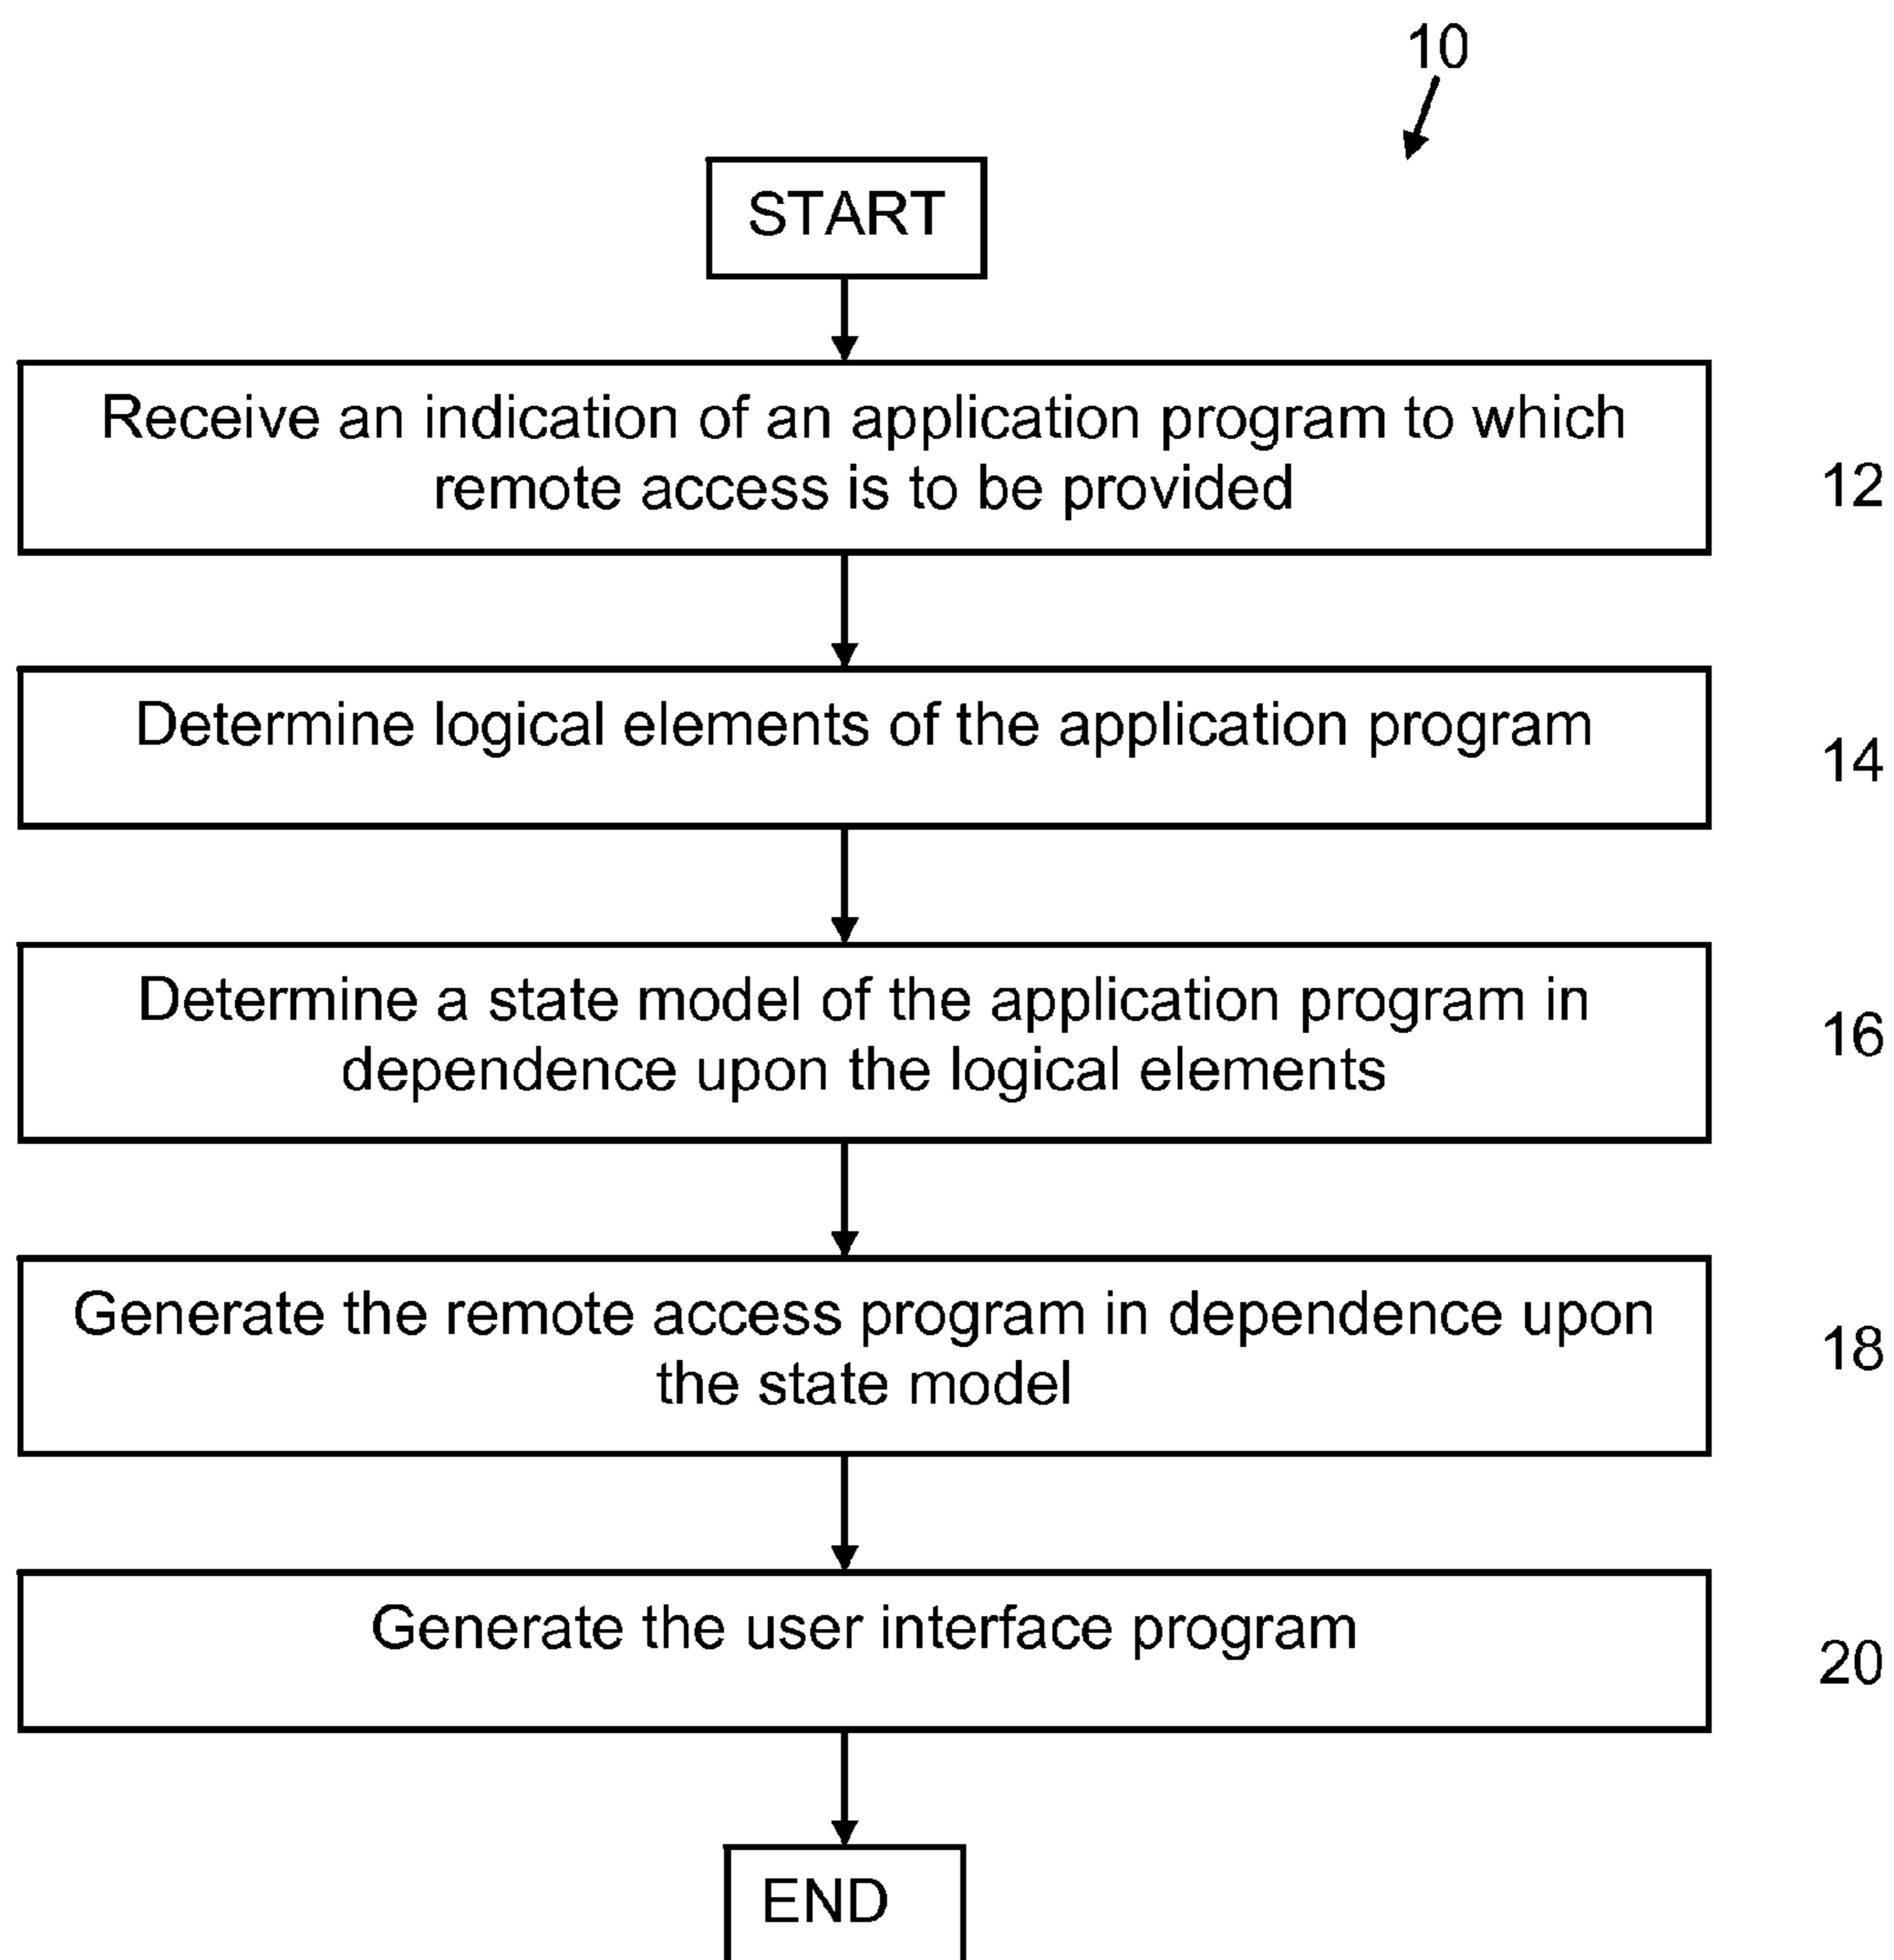 10
START
Receive an indication of an application program to which
remote access is to be provided
12
Determine logical elements of the application program
14
Determine a state model of the application program in
dependence upon the logical elements
16
Generate the remote access program in dependence upon
the state model
18
Generate the user interface program
20
END